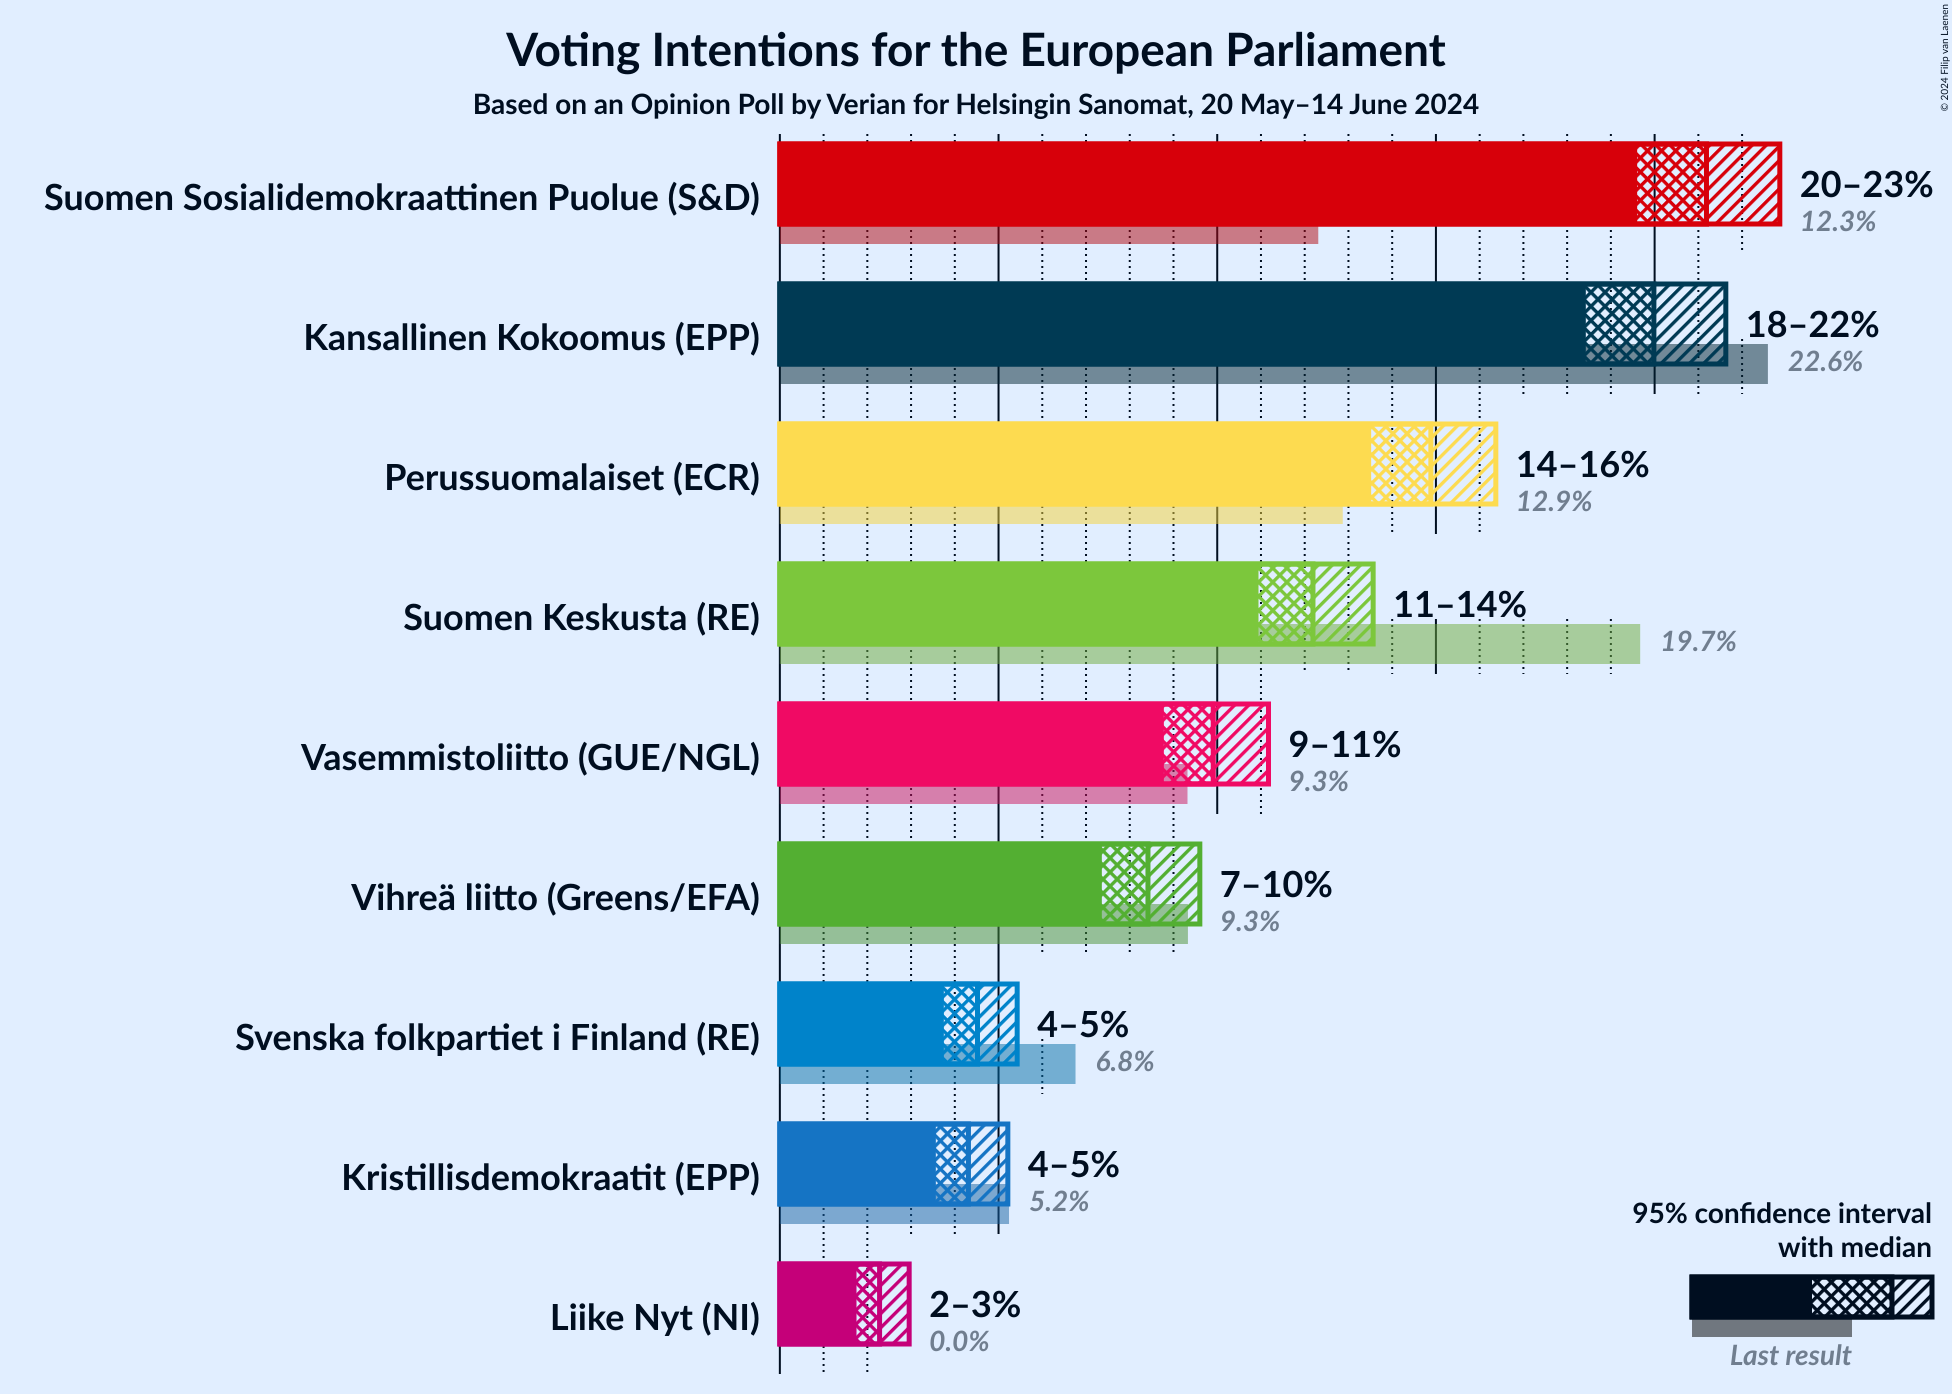 Voting Intentions for the European Parliament
Based on an Opinion Poll by Verian for Helsingin Sanomat, 20 May–14 June 2024
© 2024 Filip van Laenen
Suomen Sosialidemokraattinen Puolue (S&D)
20–23%
12.3%
Kansallinen Kokoomus (EPP)
18–22%
22.6%
Perussuomalaiset (ECR)
14–16%
12.9%
Suomen Keskusta (RE)
11–14%
19.7%
Vasemmistoliitto (GUE/NGL)
9–11%
9.3%
Vihreä liitto (Greens/EFA)
7–10%
9.3%
Svenska folkpartiet i Finland (RE)
4–5%
6.8%
Kristillisdemokraatit (EPP)
4–5%
5.2%
Liike Nyt (NI)
2–3%
0.0%
95% confidence interval
with median
Last result